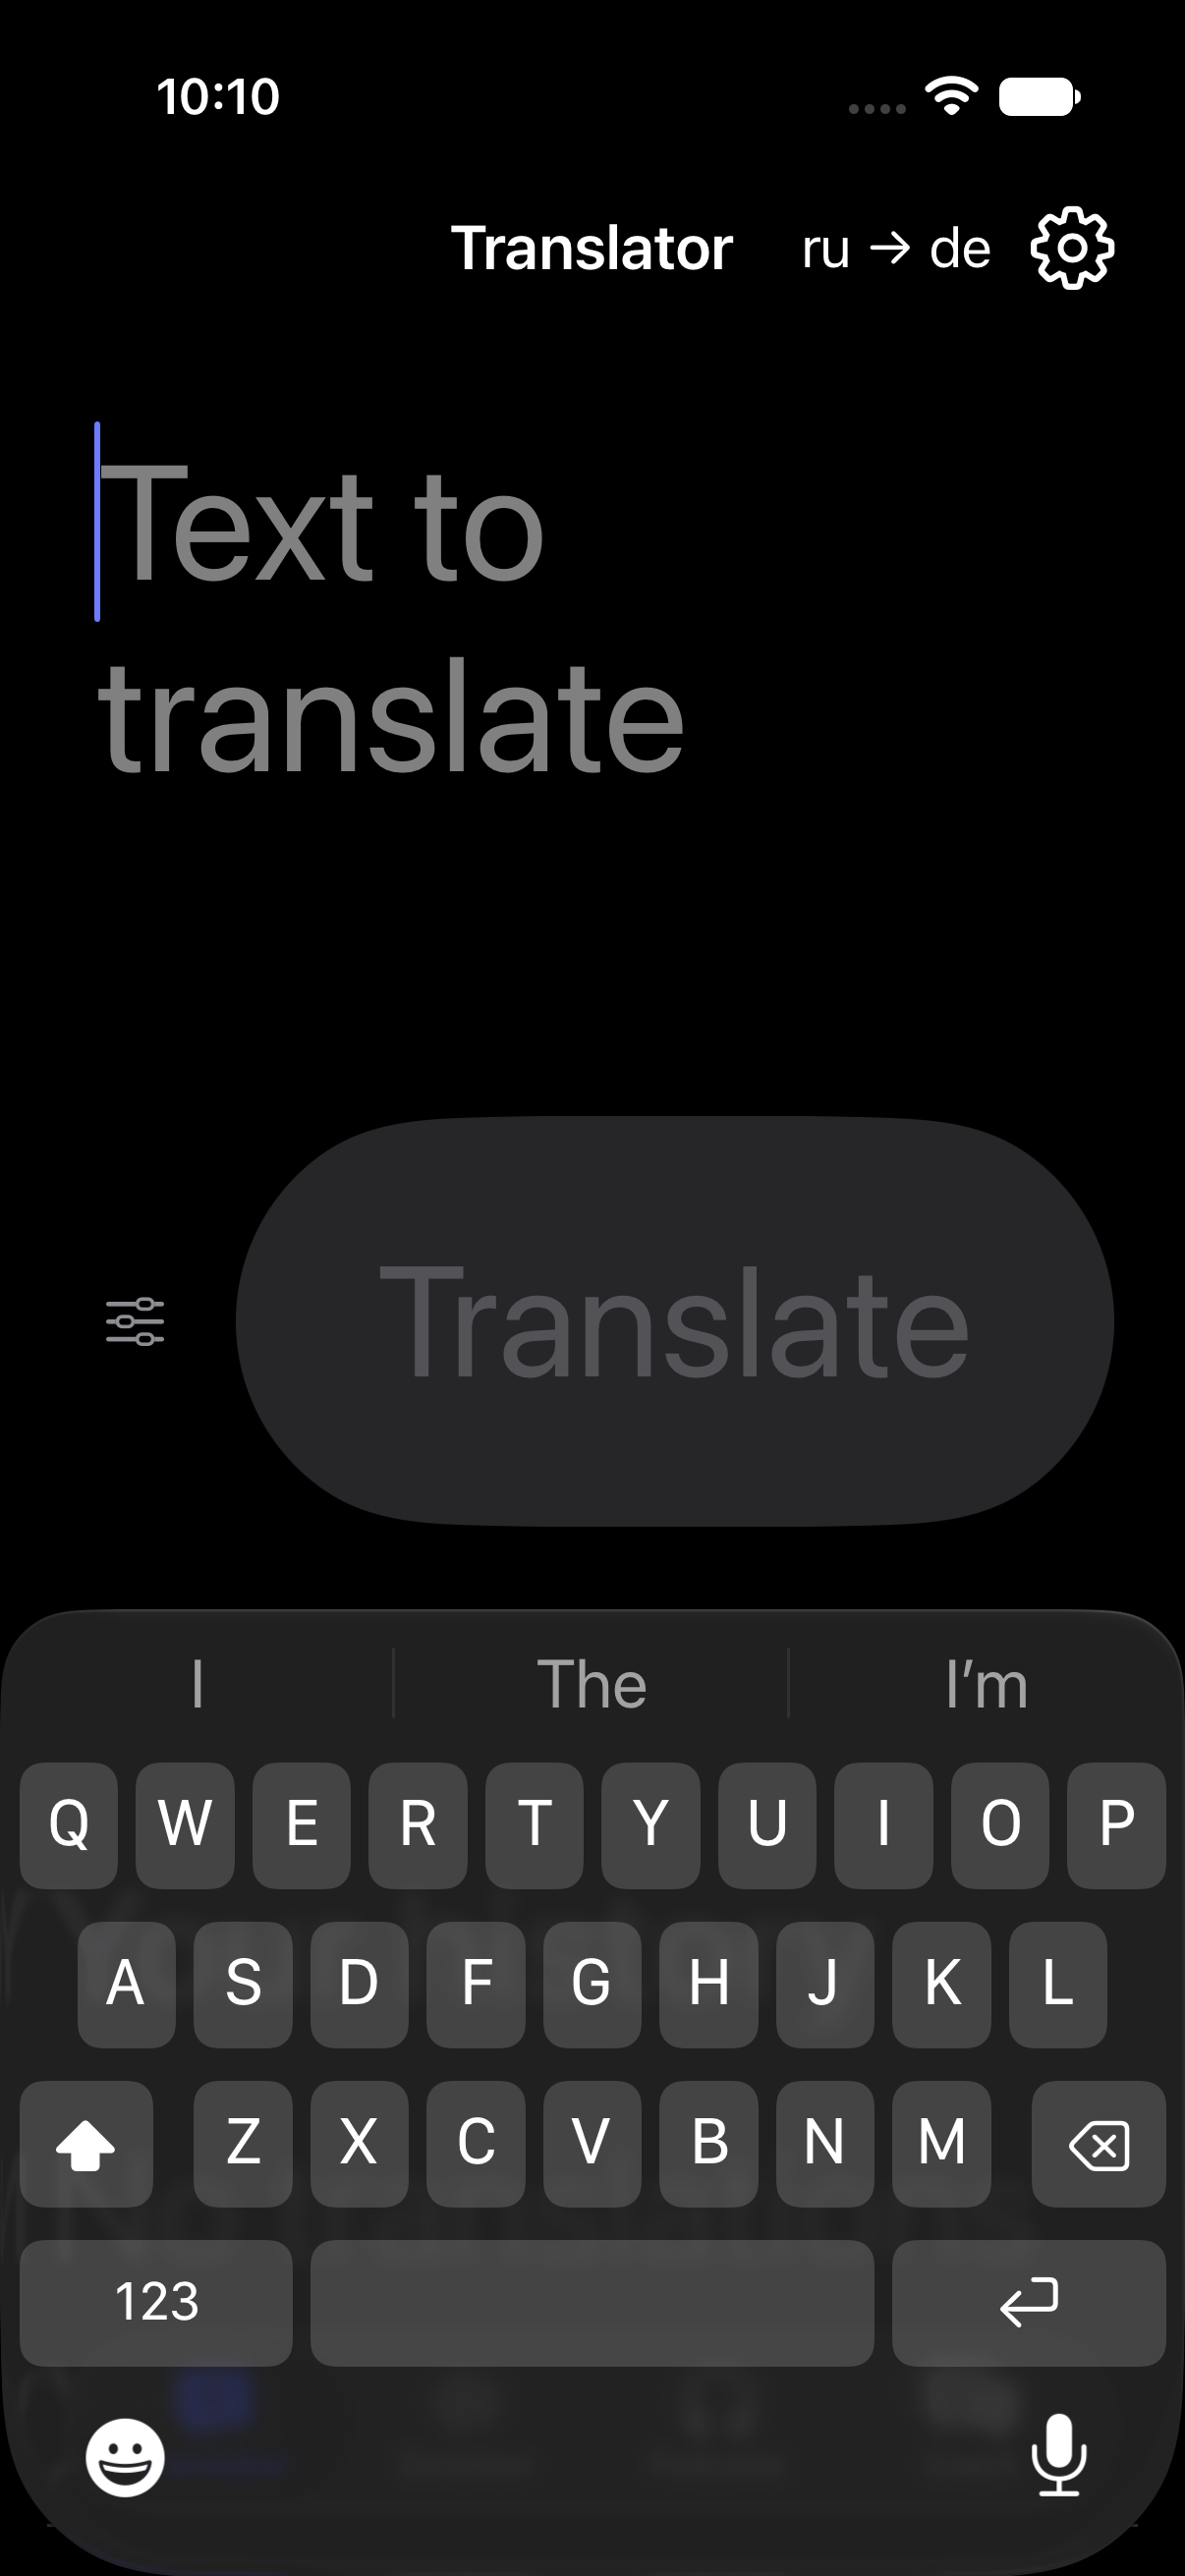 10:10
Translator ru → de
Text to
translate
Translate
I The I’m
Q W E R T Y U I O P
A S D F G H J K L
Z X C V B N M
123